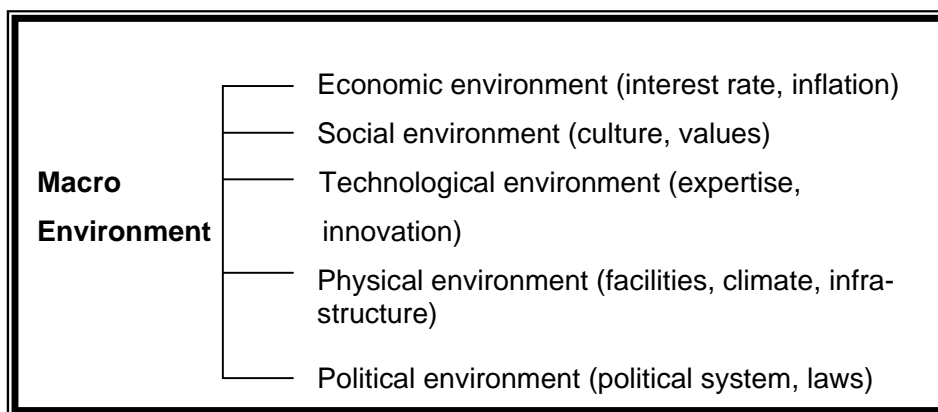 Economic environment (interest rate, inflation)
Social environment (culture, values)
Macro
Environment
Technological environment (expertise,
innovation)
Physical environment (facilities, climate, infra-
structure)
Political environment (political system, laws)